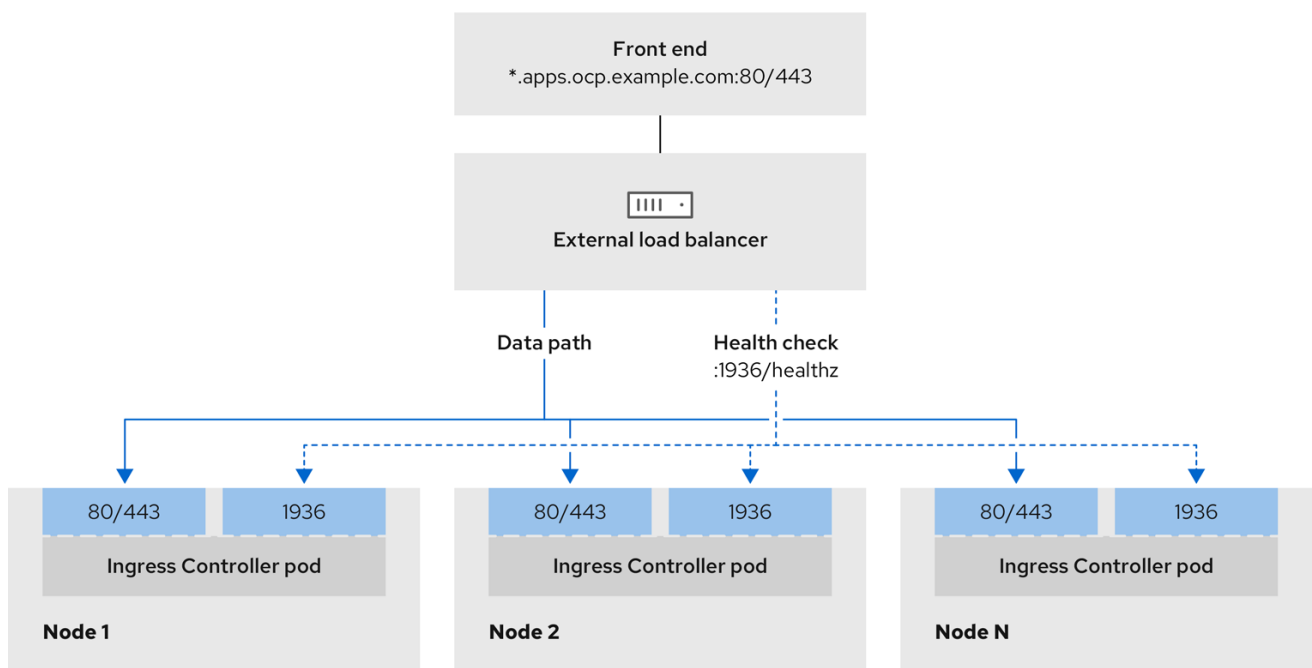 Front end
*.apps.ocp.example.com:80/443
External load balancer
Data path
Health check
:1936/healthz
80/443
1936
80/443
1936
80/443
1936
Ingress Controller pod
Ingress Controller pod
Ingress Controller pod
Node 1
Node 2
Node N